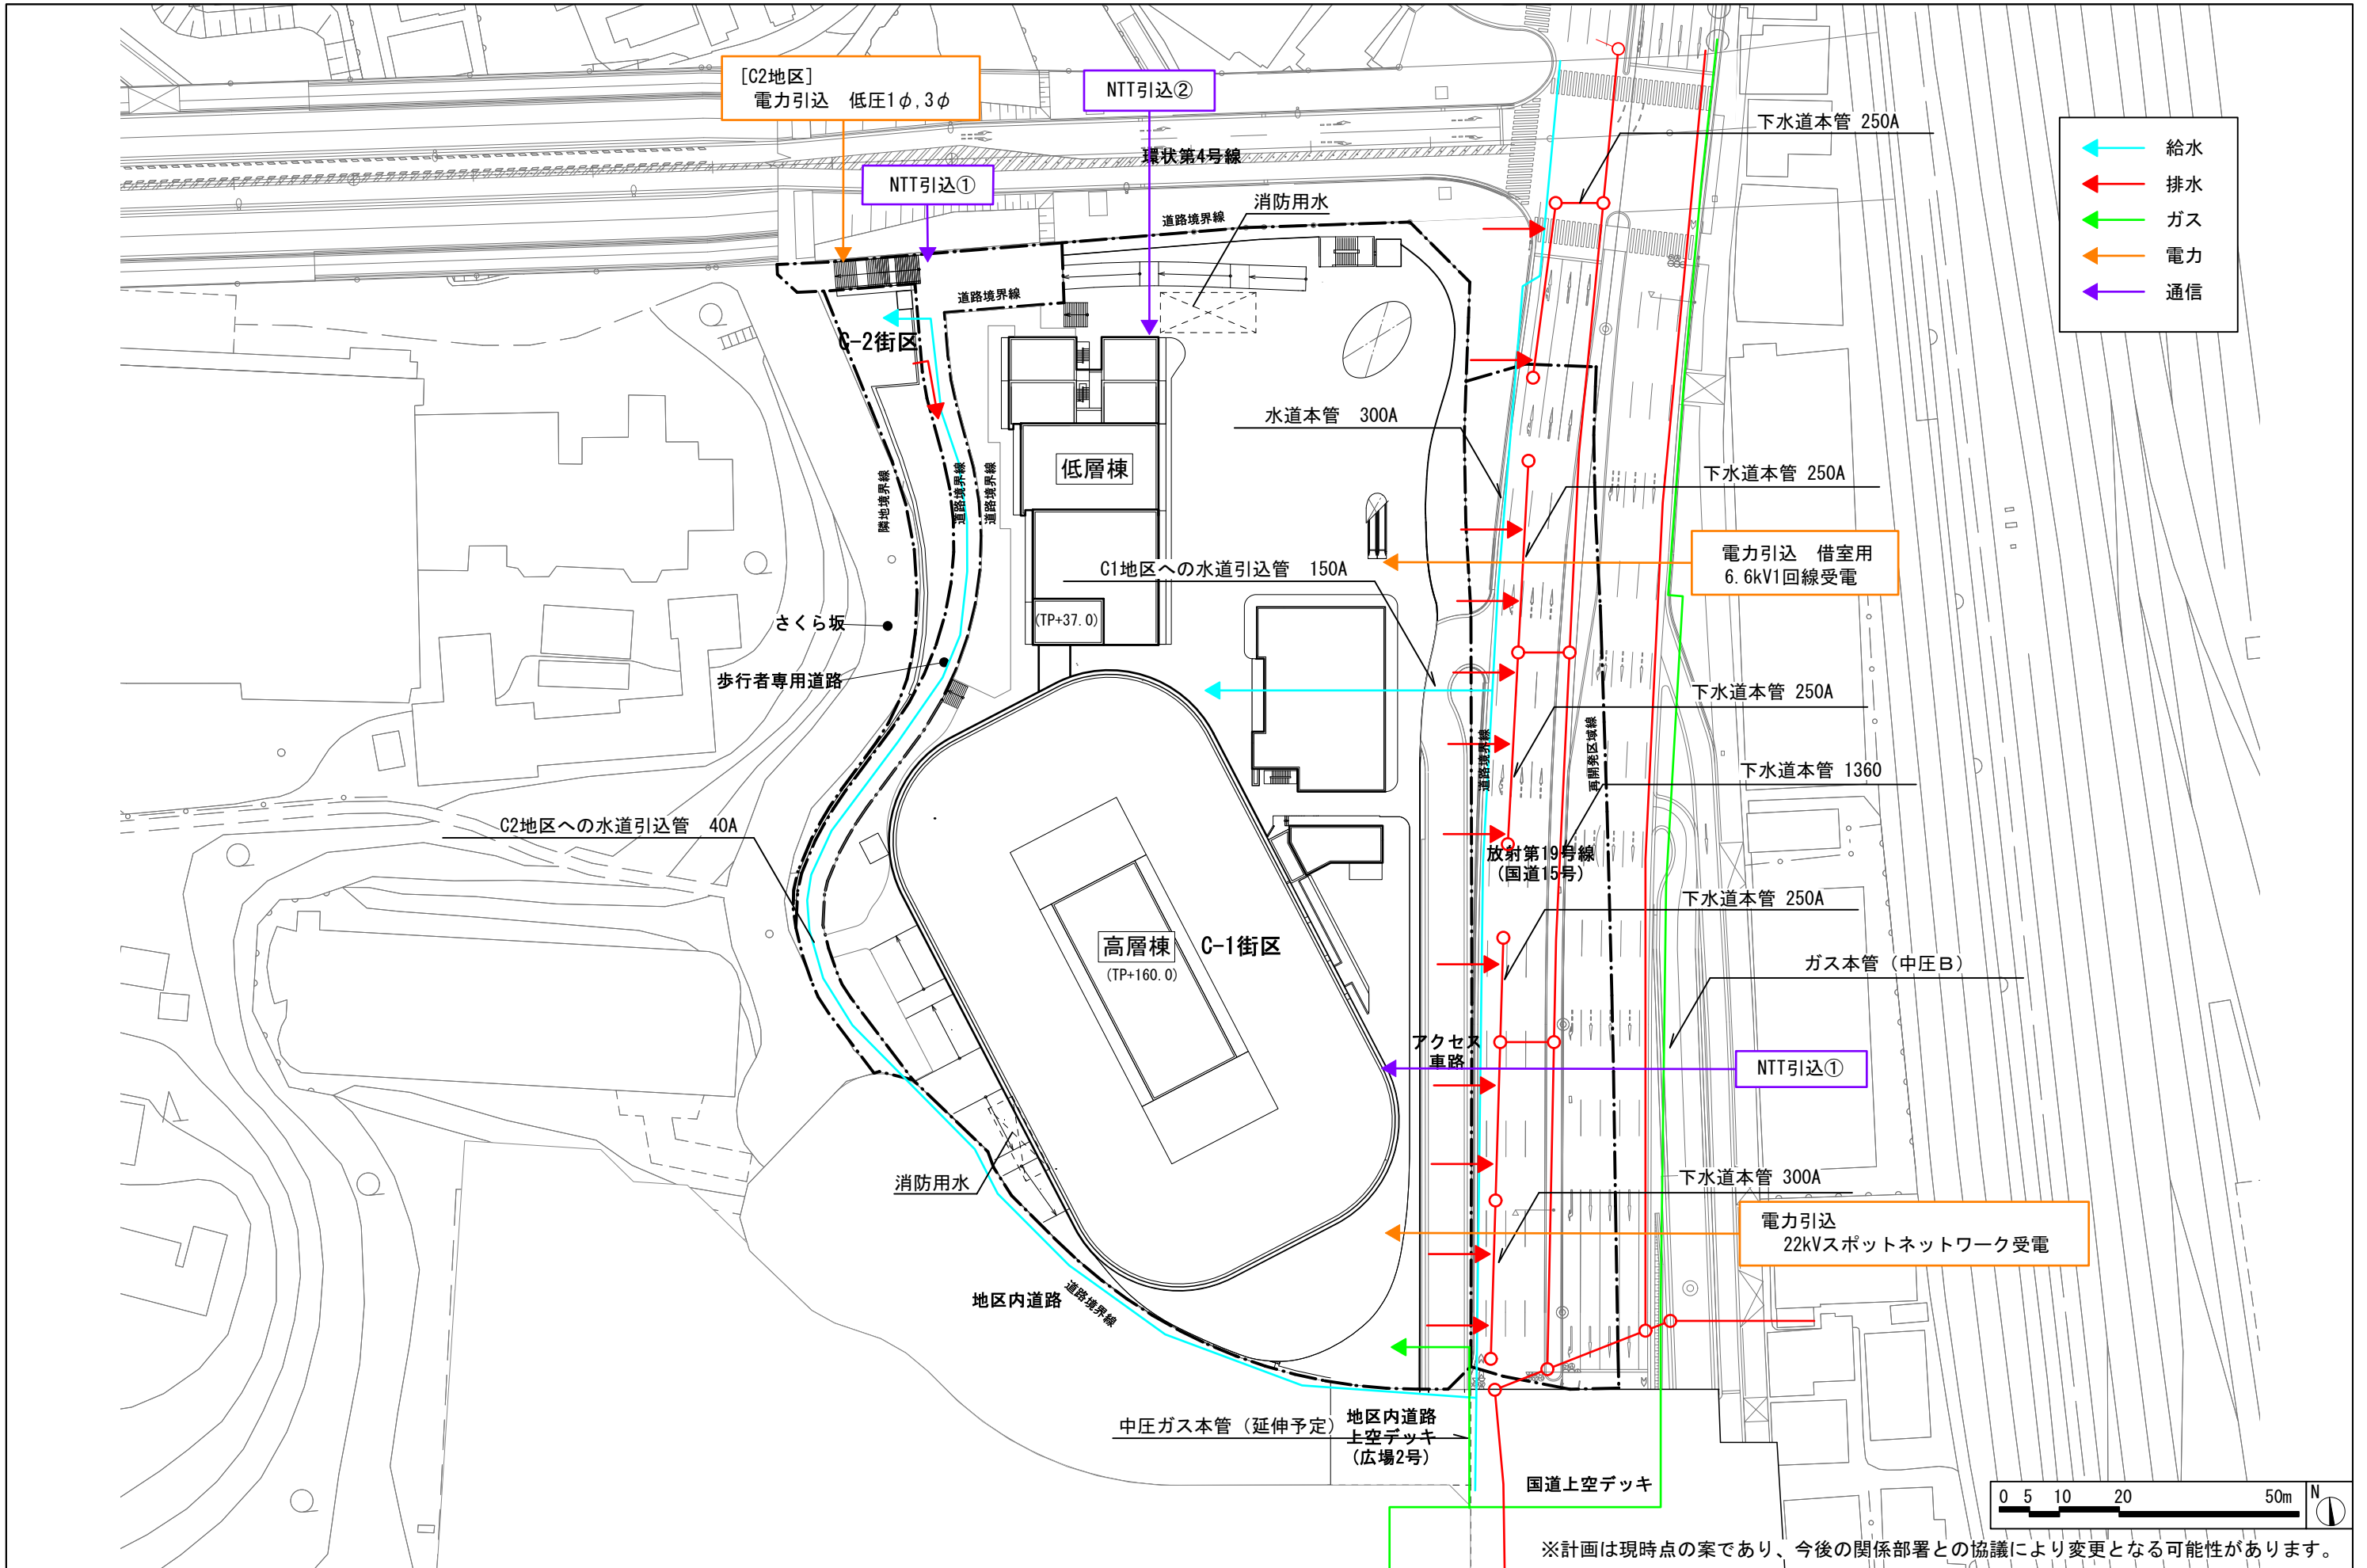 [C2地区]
電力引込　低圧1φ,3φ
NTT引込②
下水道本管 250A
環状第4号線
NTT引込①
消防用水
道路境界線
給水
排水
ガス
電力
通信
道路境界線
C-2街区
水道本管　300A
低層棟
下水道本管 250A
隣地境界線
道路境界線
道路境界線
電力引込　借室用
6.6kV1回線受電
C1地区への水道引込管　150A
(TP+37.0)
さくら坂
歩行者専用道路
下水道本管 250A
道路境界線
再開発区域線
下水道本管 1360
C2地区への水道引込管　40A
放射第19号線
(国道15号)
下水道本管 250A
高層棟
(TP+160.0)
C-1街区
ガス本管（中圧Ｂ）
アクセス
車路
NTT引込①
消防用水
下水道本管 300A
電力引込
22kVスポットネットワーク受電
地区内道路
道路境界線
中圧ガス本管（延伸予定）
地区内道路
上空デッキ
(広場2号)
国道上空デッキ
0 5 10 20 50m
N
※計画は現時点の案であり、今後の関係部署との協議により変更となる可能性があります。